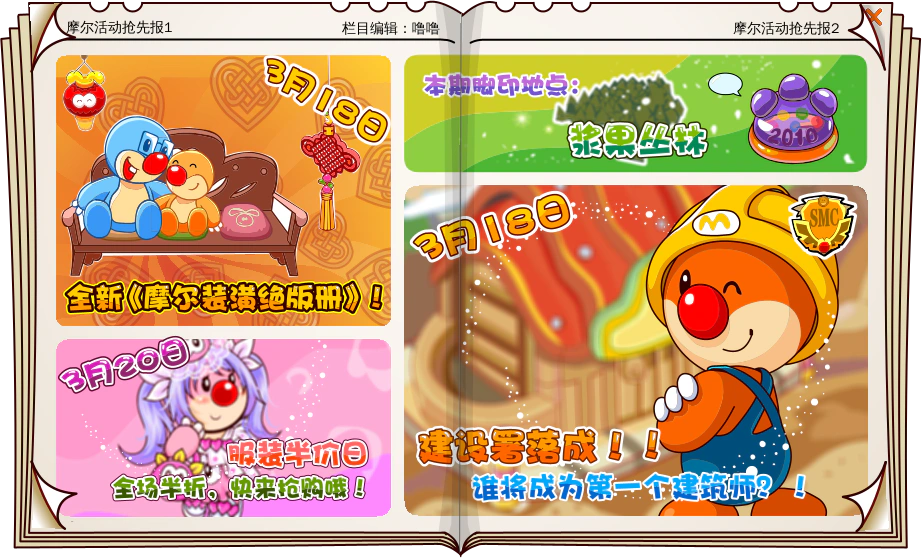 摩尔活动抢先报1
栏目编辑：噜噜
3月18日
全新《摩尔装潢绝版册》！
3月20日
服装半价日
全场半折，快来抢购哦！
摩尔活动抢先报2
本期脚印地点：
浆果丛林
2010
3月18日
M
SMC
建设署落成！！
谁将成为第一个建筑师？！